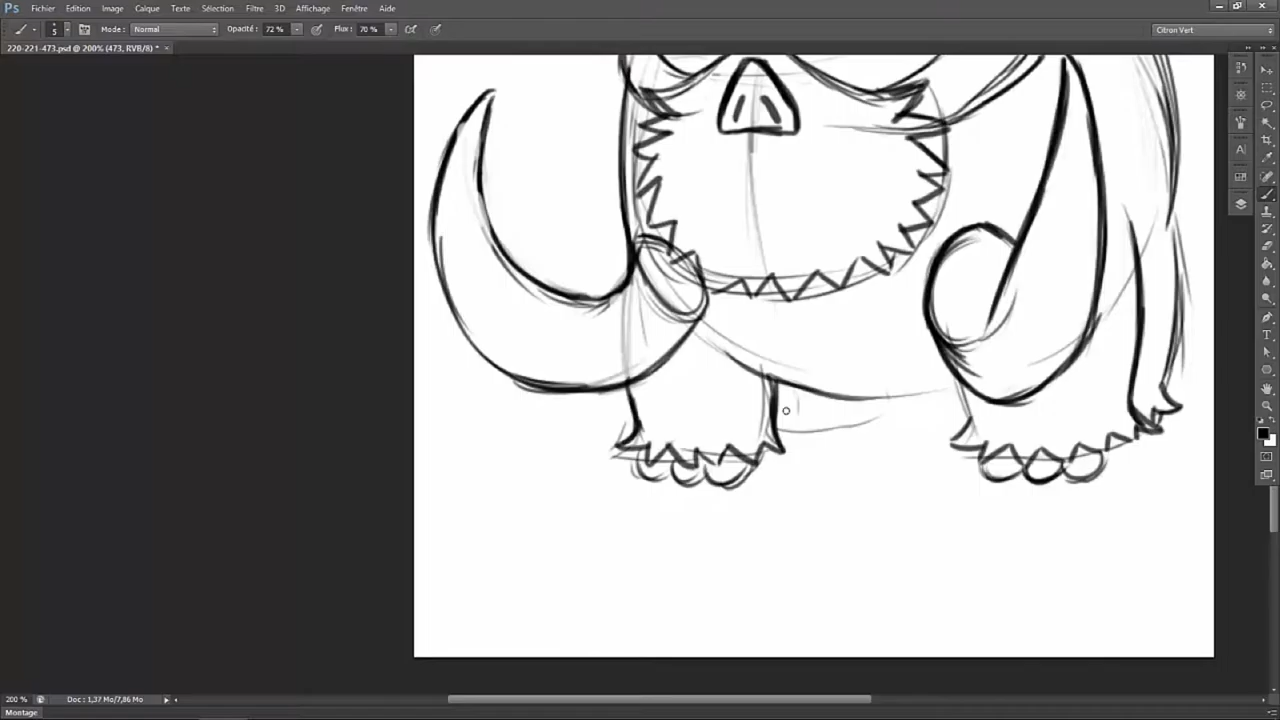 Ps Fichier Edition Image Calque Texte Sélection Filtre 3D Affichage Fenêtre Aide
5 Mode : Normal Opacité : 72 % Flux : 70 % Citron Vert
220-221-473.psd @ 200% (473, RVB/8) * ×
200 % Doc : 1,37 Mo/7,86 Mo
Montage